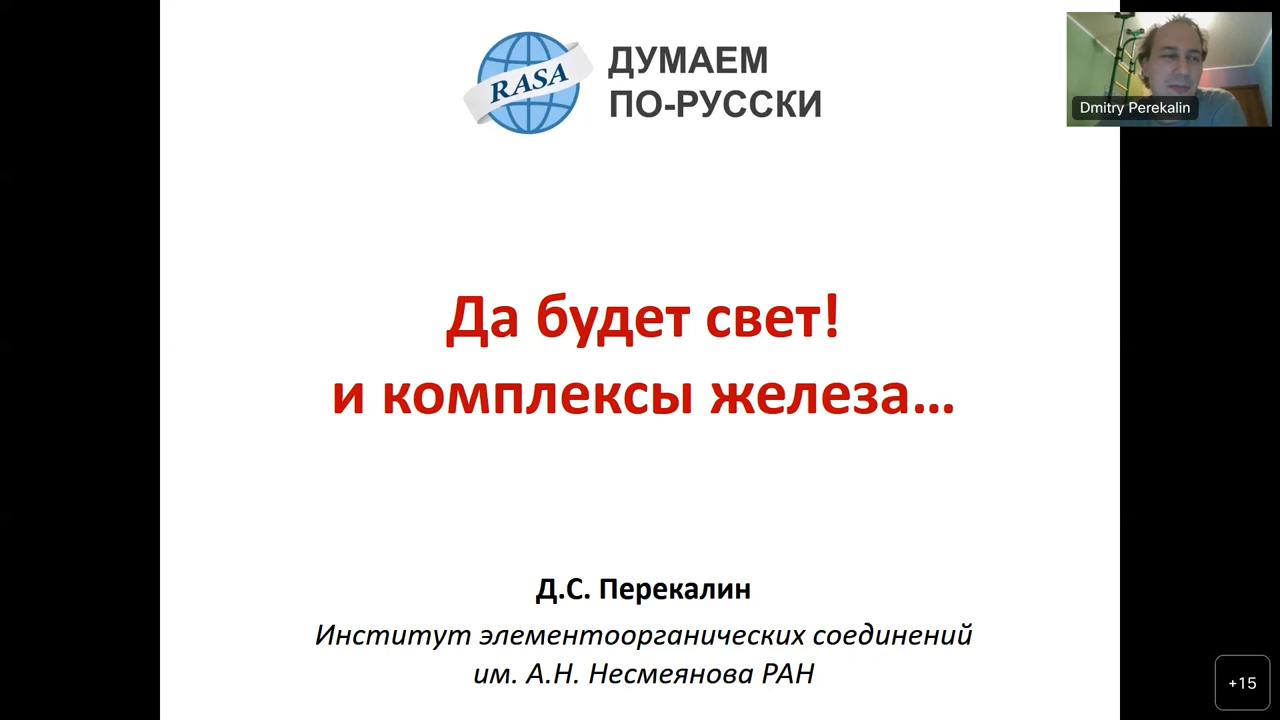 RASA
ДУМАЕМ
ПО-РУССКИ
Dmitry Perekalin
Да будет свет!
и комплексы железа...
Д.С. Перекалин
Институт элементоорганических соединений
им. А.Н. Несмеянова РАН
+15